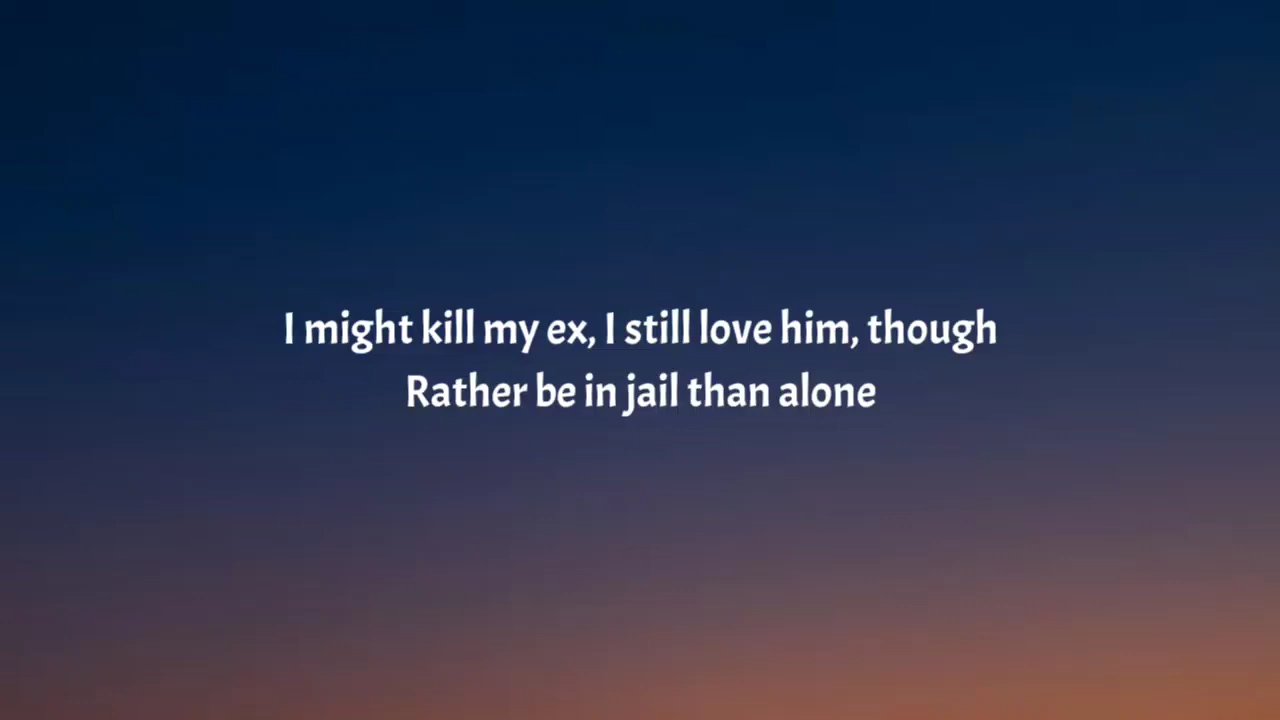 I might kill my ex, I still love him, though
Rather be in jail than alone